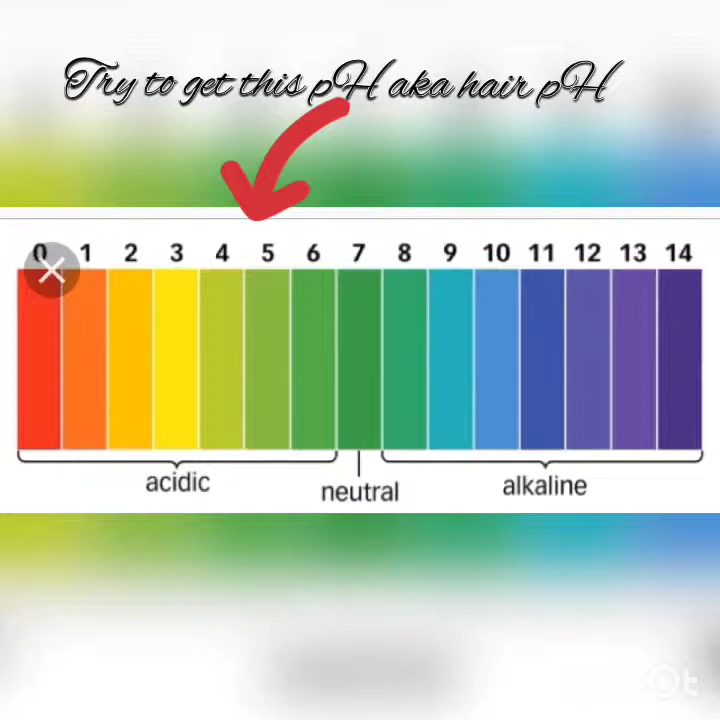 Try to get this pH aka hair pH
0 1 2 3 4 5 6 7 8 9 10 11 12 13 14
acidic
neutral
alkaline